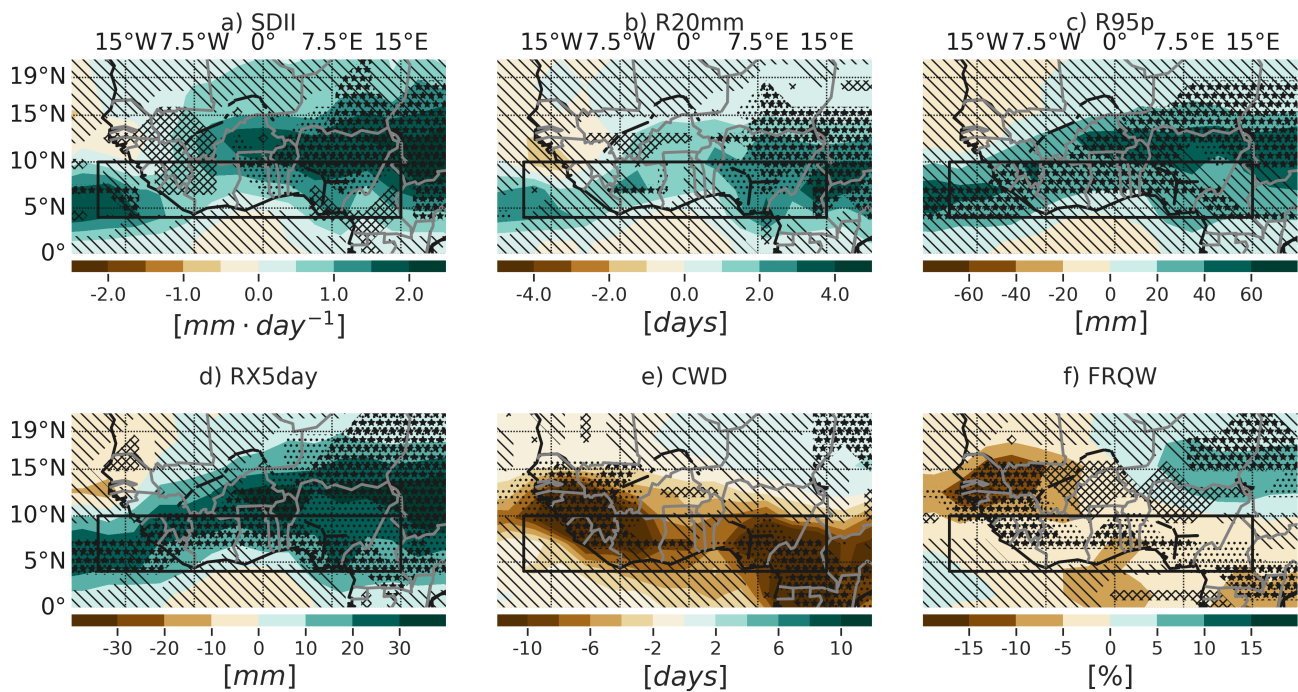 a) SDII b) R20mm c) R95p
15°W 7.5°W 0° 7.5°E 15°E 15°W 7.5°W 0° 7.5°E 15°E 15°W 7.5°W 0° 7.5°E 15°E
19°N
15°N
10°N
5°N
0°
-2.0 -1.0 0.0 1.0 2.0 -4.0 -2.0 0.0 2.0 4.0 -60 -40 -20 0 20 40 60
[mm · day⁻¹] [days] [mm]
d) RX5day e) CWD f) FRQW
19°N
15°N
10°N
5°N
0°
-30 -20 -10 0 10 20 30 -10 -6 -2 2 6 10 -15 -10 -5 0 5 10 15
[mm] [days] [%]